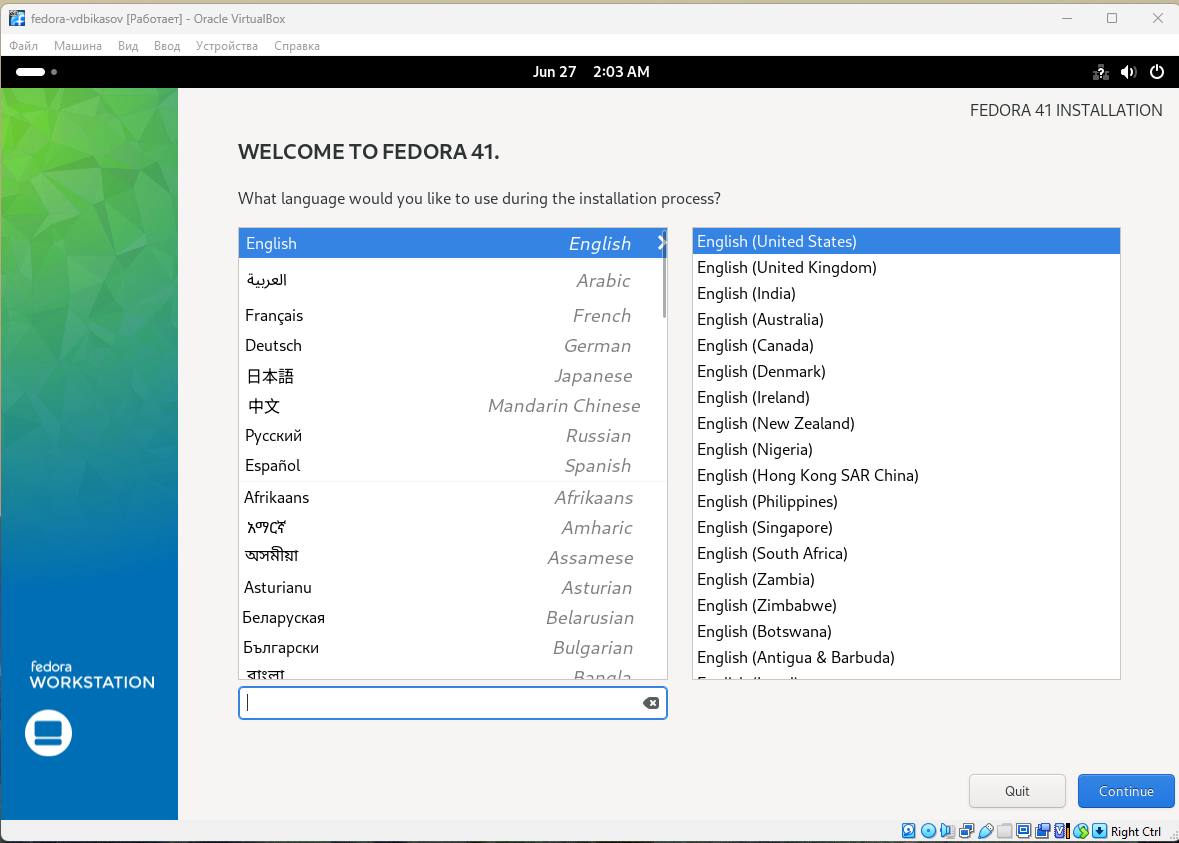 fedora-vdbikasov [Работает] - Oracle VirtualBox
Файл Машина Вид Ввод Устройства Справка
Jun 27 2:03 AM
FEDORA 41 INSTALLATION
WELCOME TO FEDORA 41.
What language would you like to use during the installation process?
English English
العربية Arabic
Français French
Deutsch German
日本語 Japanese
中文 Mandarin Chinese
Русский Russian
Español Spanish
Afrikaans Afrikaans
አማርኛ Amharic
অসমীয়া Assamese
Asturianu Asturian
Беларуская Belarusian
Български Bulgarian
বাংলা Bangla
English (United States)
English (United Kingdom)
English (India)
English (Australia)
English (Canada)
English (Denmark)
English (Ireland)
English (New Zealand)
English (Nigeria)
English (Hong Kong SAR China)
English (Philippines)
English (Singapore)
English (South Africa)
English (Zambia)
English (Zimbabwe)
English (Botswana)
English (Antigua & Barbuda)
fedora
WORKSTATION
Quit Continue
Right Ctrl